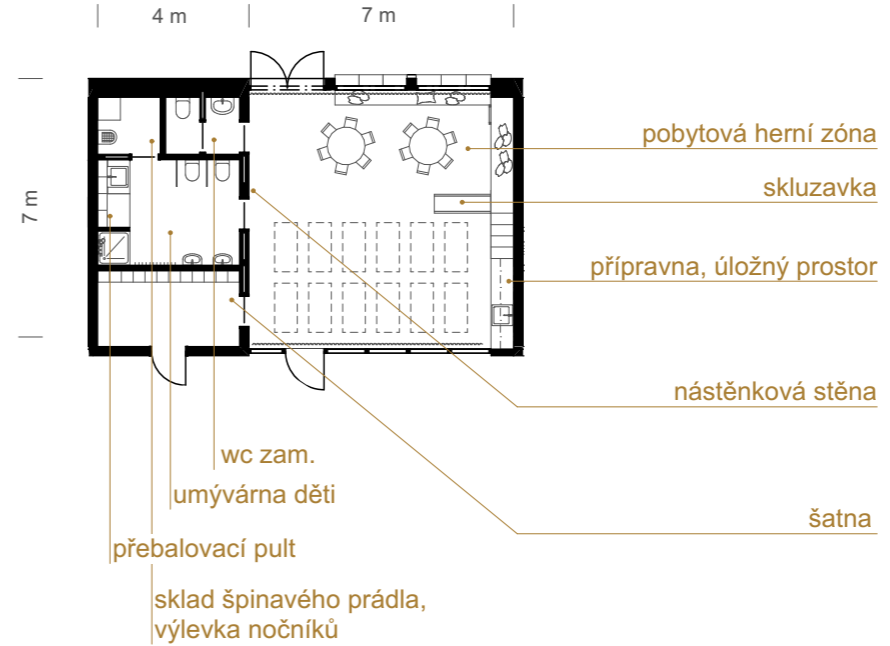 4 m
7 m
7 m
pobytová herní zóna
skluzavka
přípravna, úložný prostor
nástěnková stěna
wc zam.
umývárna děti
šatna
přebalovací pult
sklad špinavého prádla,
výlevka nočníků